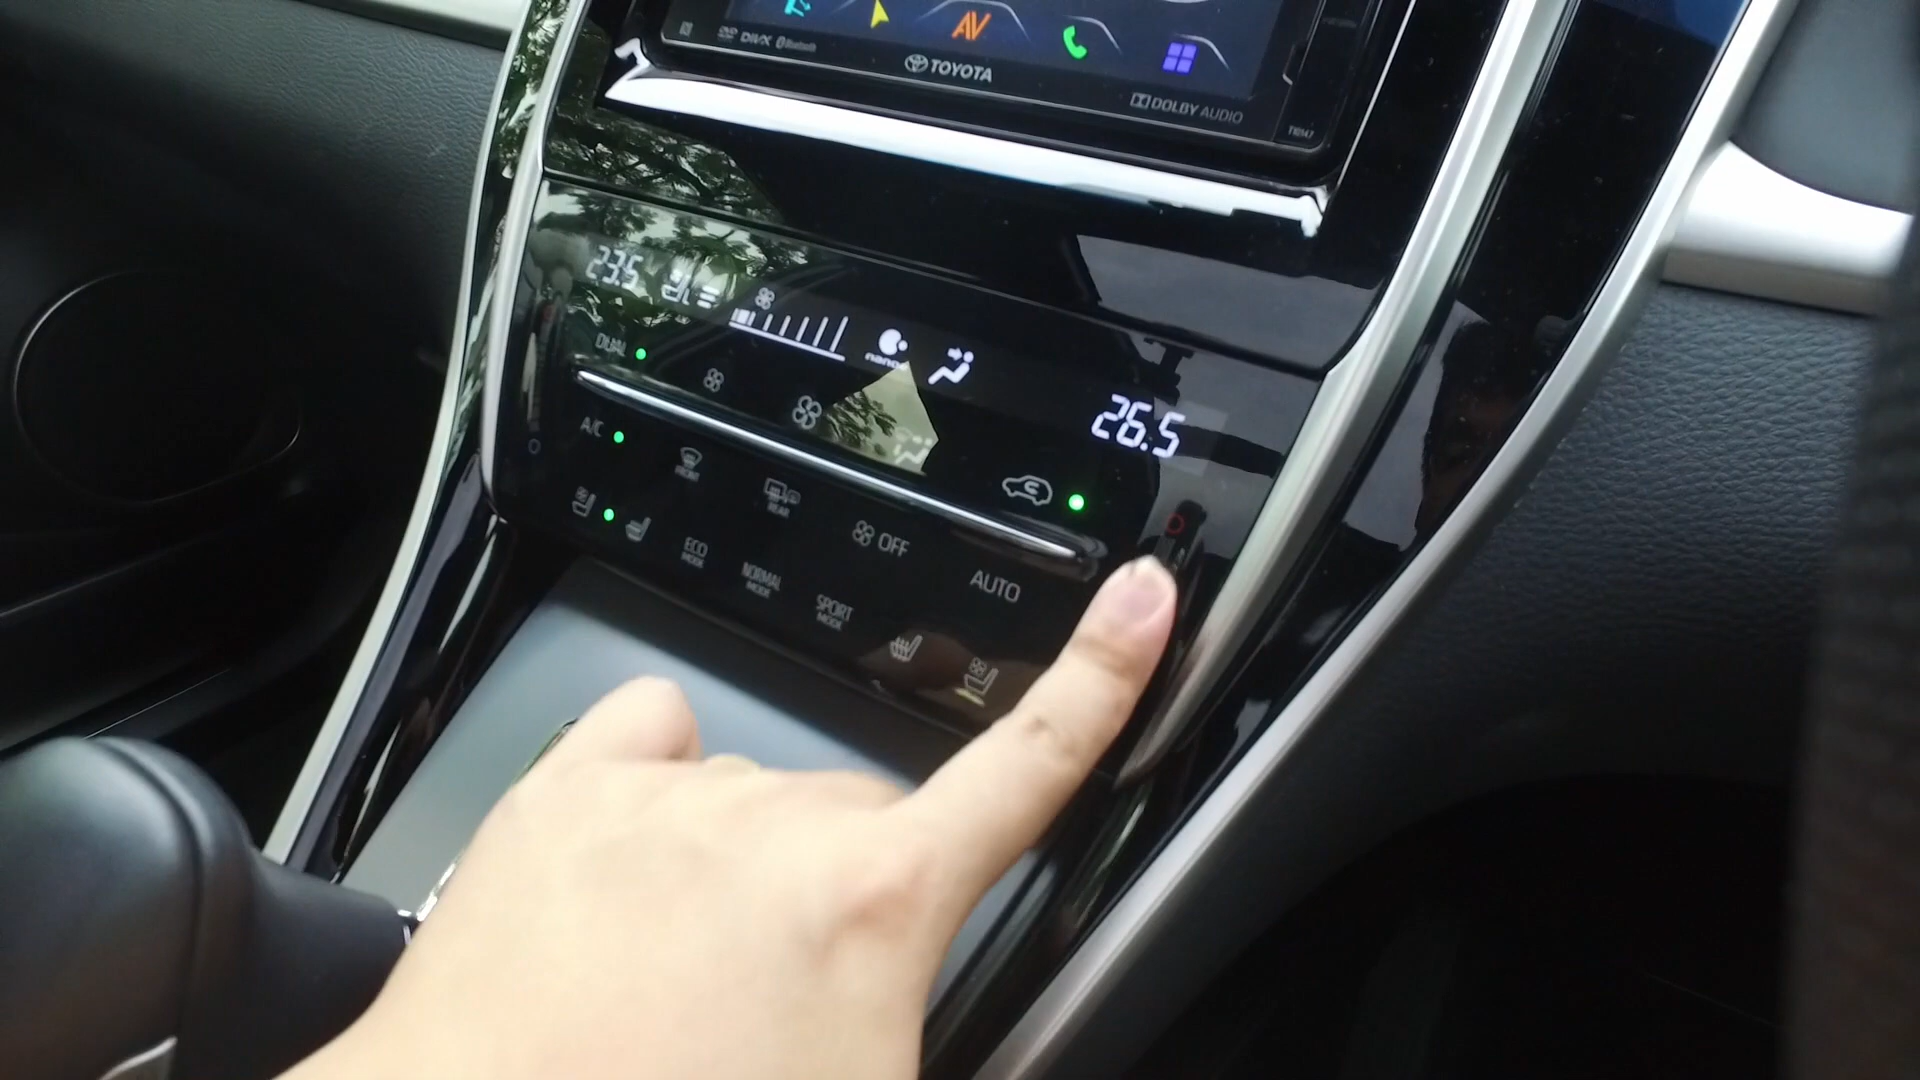 AV
DIVX Bluetooth
TOYOTA
DOLBY AUDIO
T10147
23.5
nanoe
DUAL
26.5
A/C
FRONT
REAR
OFF
AUTO
ECO
MODE
NORMAL
MODE
SPORT
MODE